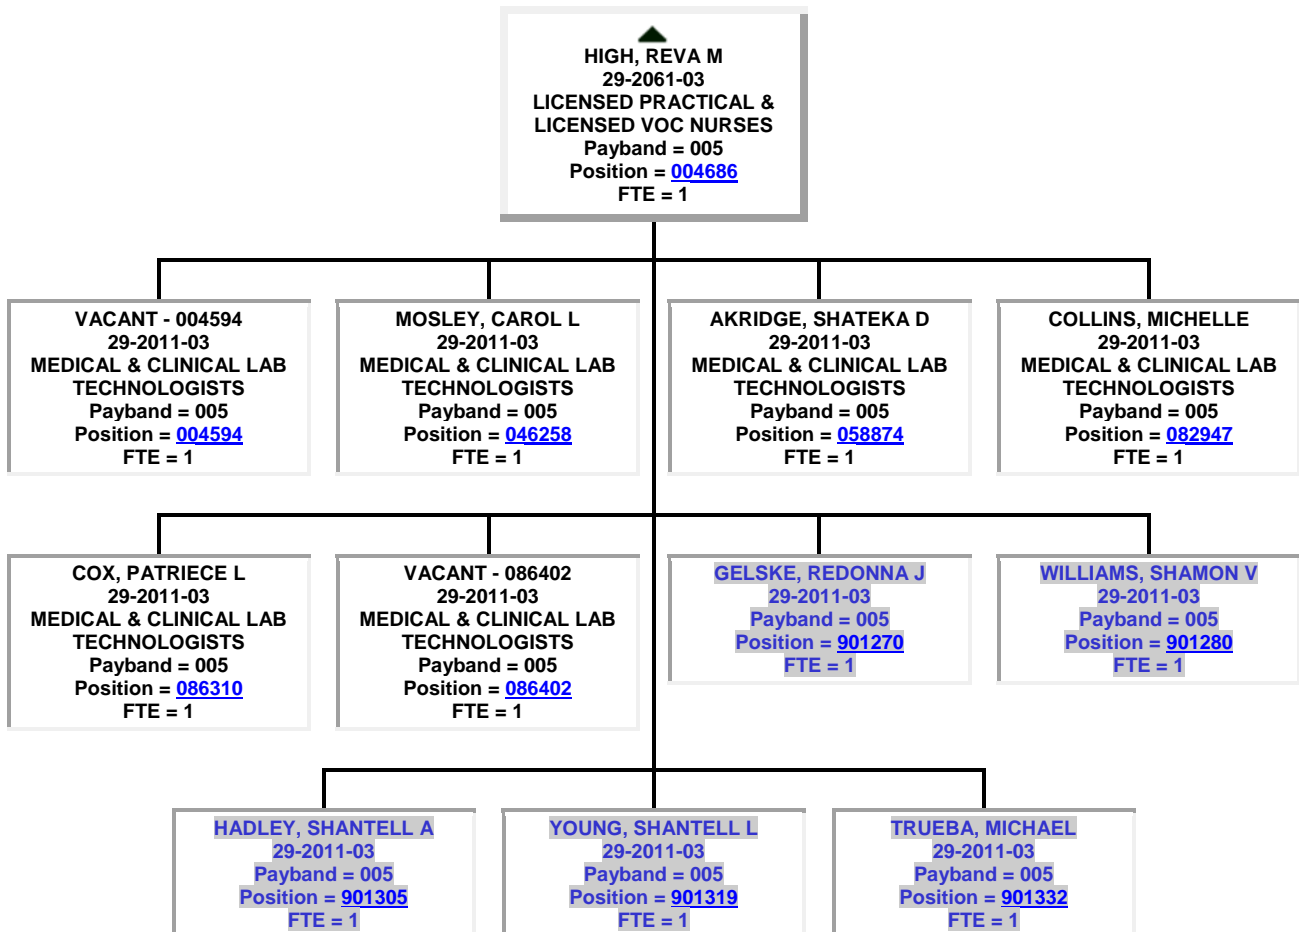 HIGH, REVA M
29-2061-03
LICENSED PRACTICAL &
LICENSED VOC NURSES
Payband = 005
Position = 004686
FTE = 1
VACANT - 004594
29-2011-03
MEDICAL & CLINICAL LAB
TECHNOLOGISTS
Payband = 005
Position = 004594
FTE = 1
MOSLEY, CAROL L
29-2011-03
MEDICAL & CLINICAL LAB
TECHNOLOGISTS
Payband = 005
Position = 046258
FTE = 1
AKRIDGE, SHATEKA D
29-2011-03
MEDICAL & CLINICAL LAB
TECHNOLOGISTS
Payband = 005
Position = 058874
FTE = 1
COLLINS, MICHELLE
29-2011-03
MEDICAL & CLINICAL LAB
TECHNOLOGISTS
Payband = 005
Position = 082947
FTE = 1
COX, PATRIECE L
29-2011-03
MEDICAL & CLINICAL LAB
TECHNOLOGISTS
Payband = 005
Position = 086310
FTE = 1
VACANT - 086402
29-2011-03
MEDICAL & CLINICAL LAB
TECHNOLOGISTS
Payband = 005
Position = 086402
FTE = 1
GELSKE, REDONNA J
29-2011-03
Payband = 005
Position = 901270
FTE = 1
WILLIAMS, SHAMON V
29-2011-03
Payband = 005
Position = 901280
FTE = 1
HADLEY, SHANTELL A
29-2011-03
Payband = 005
Position = 901305
FTE = 1
YOUNG, SHANTELL L
29-2011-03
Payband = 005
Position = 901319
FTE = 1
TRUEBA, MICHAEL
29-2011-03
Payband = 005
Position = 901332
FTE = 1